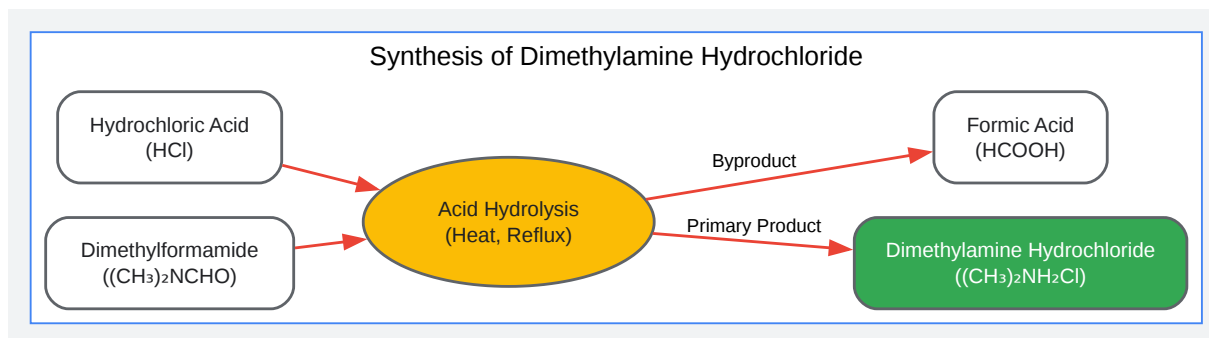 Synthesis of Dimethylamine Hydrochloride
Hydrochloric Acid
(HCl)
Dimethylformamide
((CH₃)₂NCHO)
Acid Hydrolysis
(Heat, Reflux)
Byproduct
Primary Product
Formic Acid
(HCOOH)
Dimethylamine Hydrochloride
((CH₃)₂NH₂Cl)